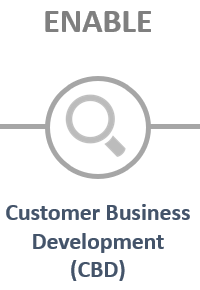 ENABLE
Customer Business
Development
(CBD)